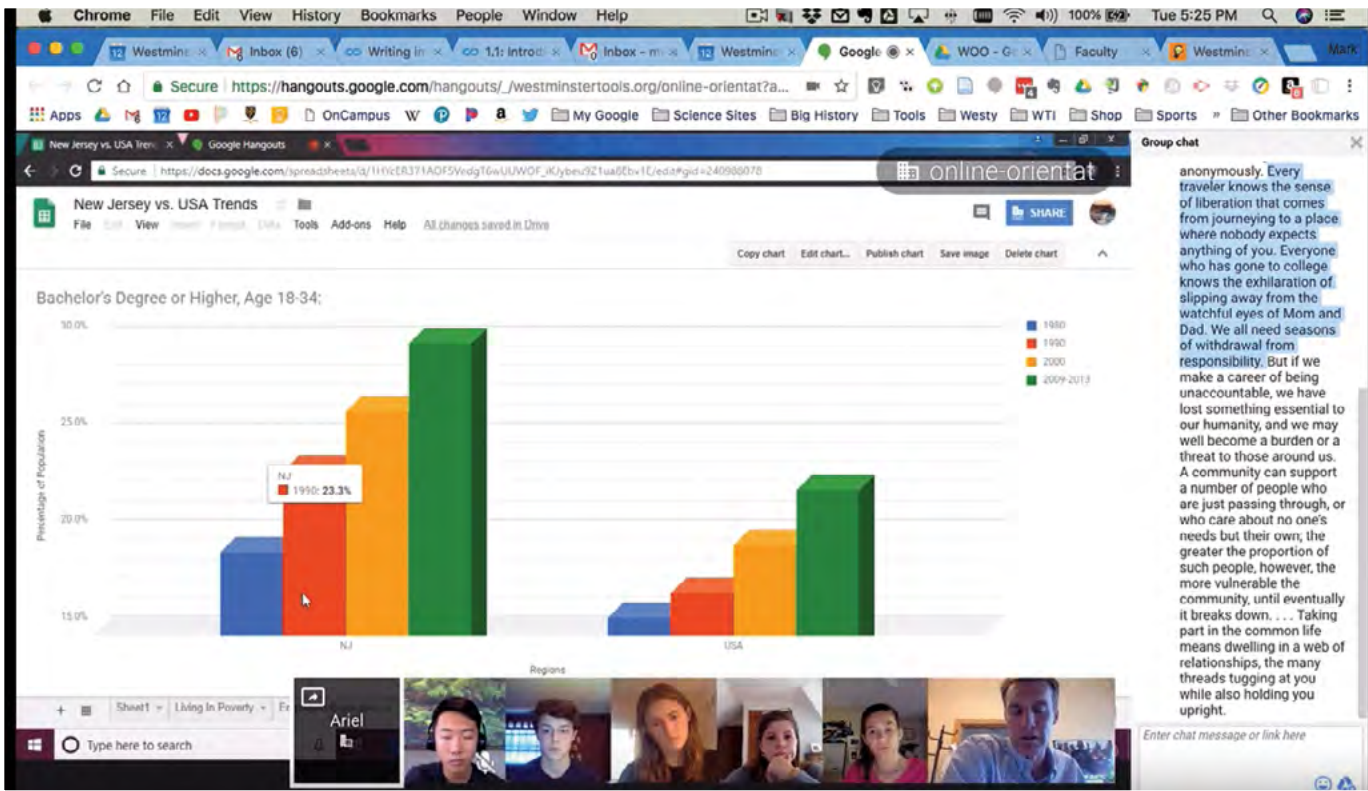 Chrome File Edit View History Bookmarks People Window Help 100% Tue 5:25 PM
Westmins Inbox (6) Writing in 1.1: Introd Inbox – m Westmins Google WOO - G Faculty Westmins Mark
Secure https://hangouts.google.com/hangouts/_/westminstertools.org/online-orientat?a...
Apps OnCampus My Google Science Sites Big History Tools Westy WTI Shop Sports » Other Bookmarks
New Jersey vs. USA Tren Google Hangouts
Secure https://docs.google.com/spreadsheets/d/
online-orientat
New Jersey vs. USA Trends
File Edit View Insert Format Data Tools Add-ons Help All changes saved in Drive
SHARE
Copy chart Edit chart... Publish chart Save image Delete chart
Bachelor's Degree or Higher, Age 18-34:
30.0%
25.0%
20.0%
15.0%
Percentage of Population
1980
1990
2000
2009-2013
NJ
1990: 23.3%
NJ USA
Regions
Sheet1 Living In Poverty
Type here to search
Ariel
Group chat
anonymously. Every
traveler knows the sense
of liberation that comes
from journeying to a place
where nobody expects
anything of you. Everyone
who has gone to college
knows the exhilaration of
slipping away from the
watchful eyes of Mom and
Dad. We all need seasons
of withdrawal from
responsibility. But if we
make a career of being
unaccountable, we have
lost something essential to
our humanity, and we may
well become a burden or a
threat to those around us.
A community can support
a number of people who
are just passing through, or
who care about no one's
needs but their own; the
greater the proportion of
such people, however, the
more vulnerable the
community, until eventually
it breaks down. . . . Taking
part in the common life
means dwelling in a web of
relationships, the many
threads tugging at you
while also holding you
upright.
Enter chat message or link here